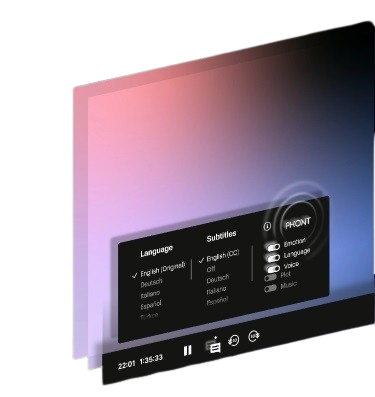 Language
English (Original)
Deutsch
Italiano
Español
Subtitles
English (CC)
Off
Deutsch
Italiano
Español
PHONT
Emotion
Language
Voice
Plot
Music
22:01 1:35:33